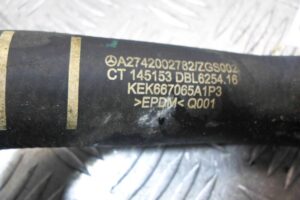 A2742002782/ZGS002
CT 145153 DBL6254.16
KEK667065A1P3
>EPDM< Q001